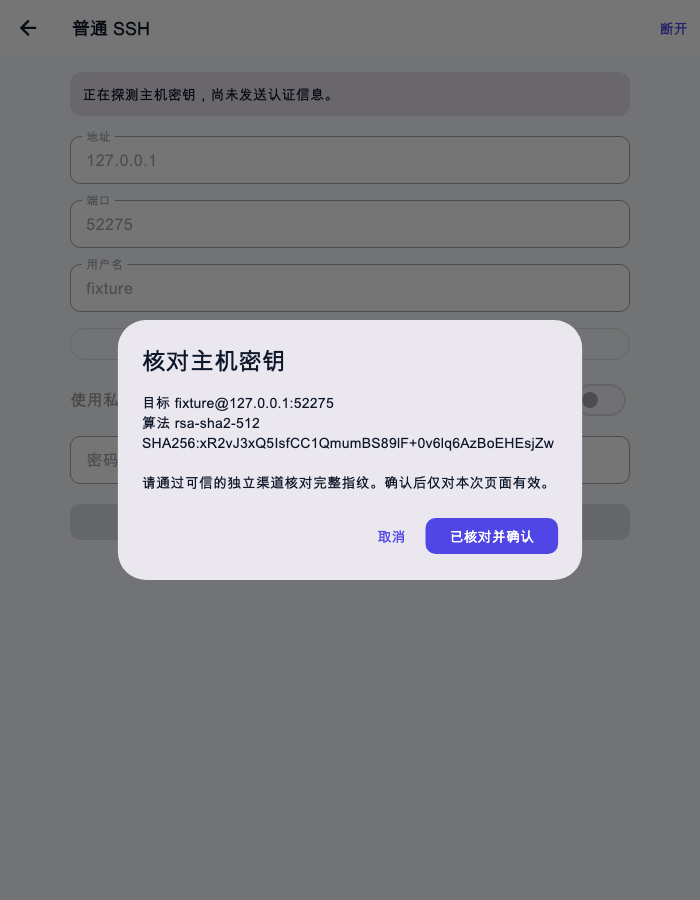 普通 SSH
断开
正在探测主机密钥，尚未发送认证信息。
地址
127.0.0.1
端口
52275
用户名
fixture
核对主机密钥
目标 fixture@127.0.0.1:52275
算法 rsa-sha2-512
SHA256:xR2vJ3xQ5IsfCC1QmumBS89lF+0v6lq6AzBoEHEsjZw
请通过可信的独立渠道核对完整指纹。确认后仅对本次页面有效。
使用私
密码
取消
已核对并确认